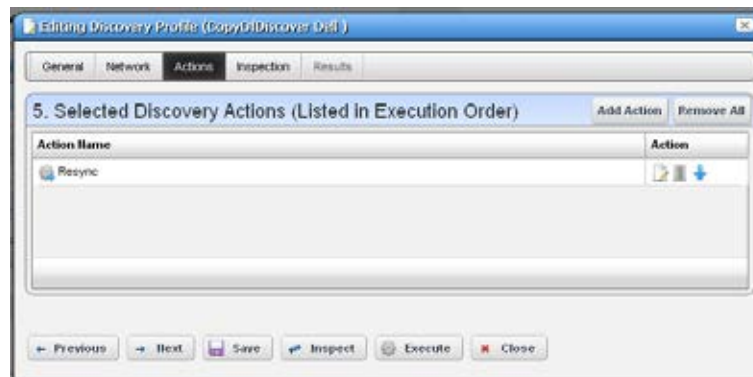 Editing Discovery Profile (CopyOfDiscover Dell )
General Network Actions Inspection Results
5. Selected Discovery Actions (Listed in Execution Order) Add Action Remove All
Action Name Action
Resync
Previous Next Save Inspect Execute Close